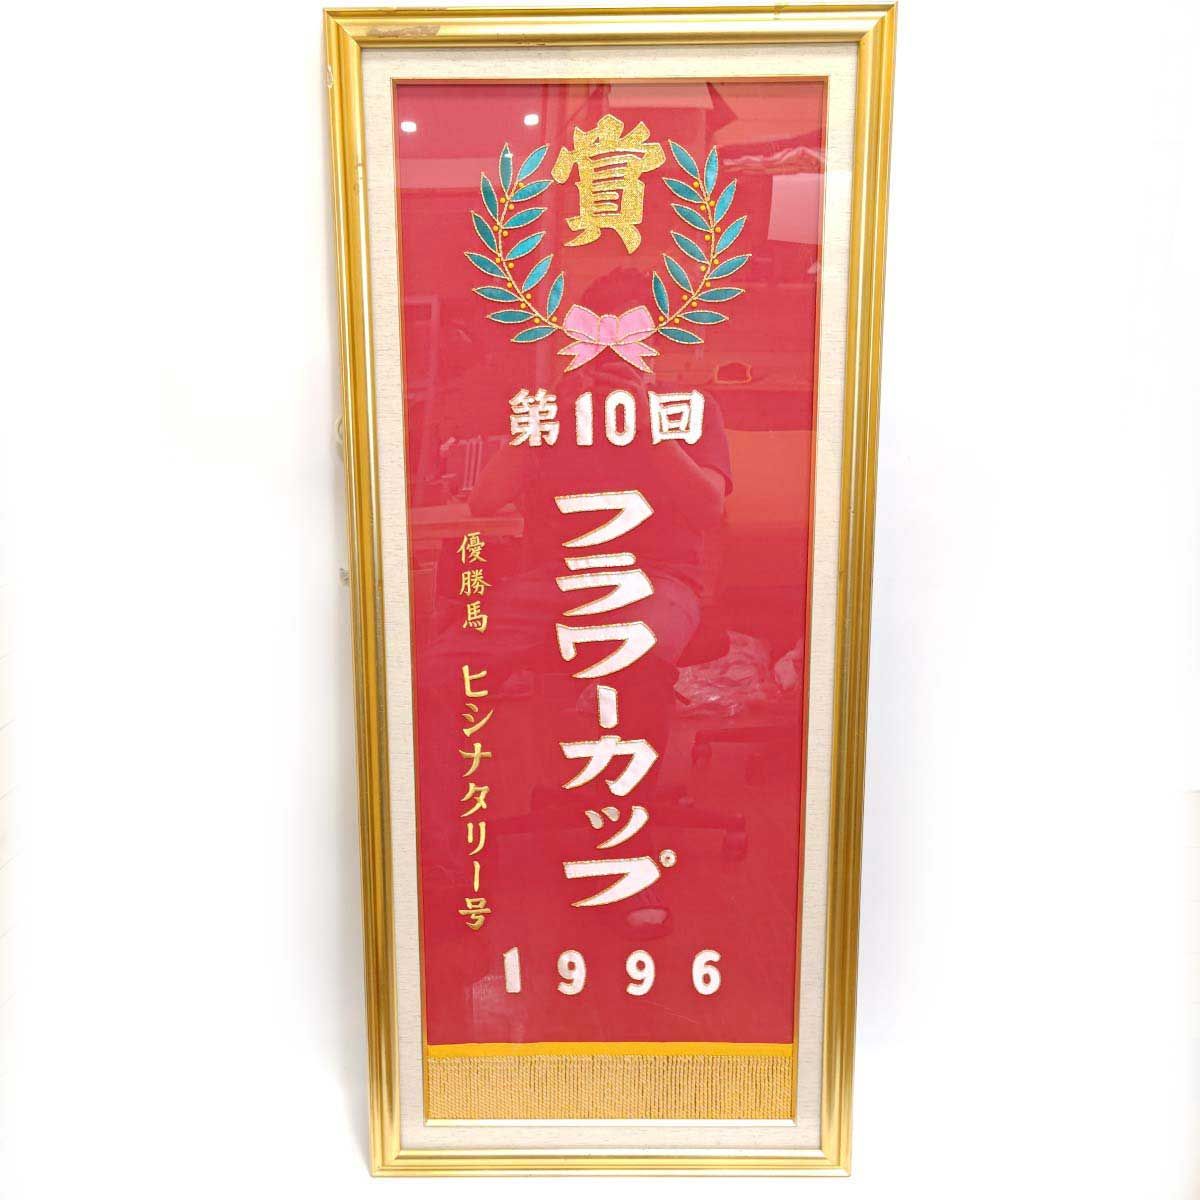 賞
第10回
フラワーカップ
優勝馬 ヒシナタリー号
1996